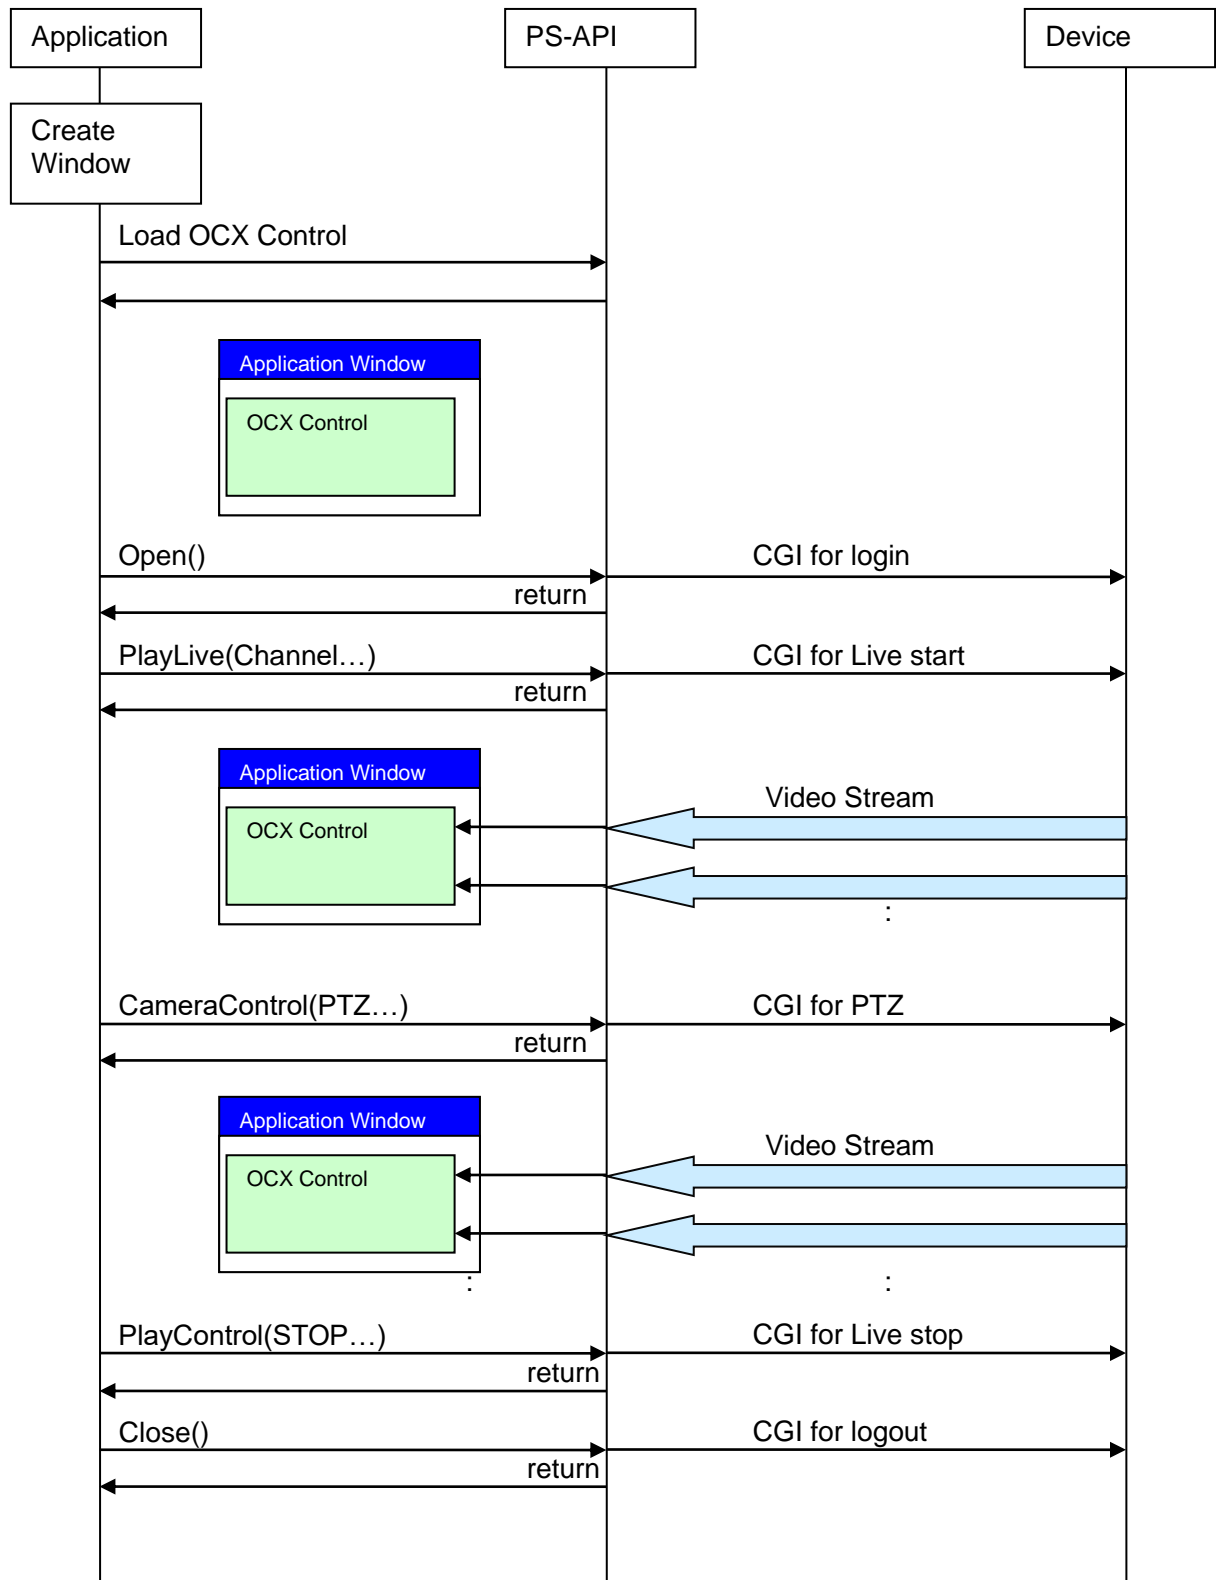 Application
PS-API
Device
Create
Window
Load OCX Control
Application Window
OCX Control
Open()
CGI for login
return
PlayLive(Channel…)
CGI for Live start
return
Application Window
Video Stream
OCX Control
:
CameraControl(PTZ…)
CGI for PTZ
return
Application Window
Video Stream
OCX Control
:
:
PlayControl(STOP…)
CGI for Live stop
return
Close()
CGI for logout
return